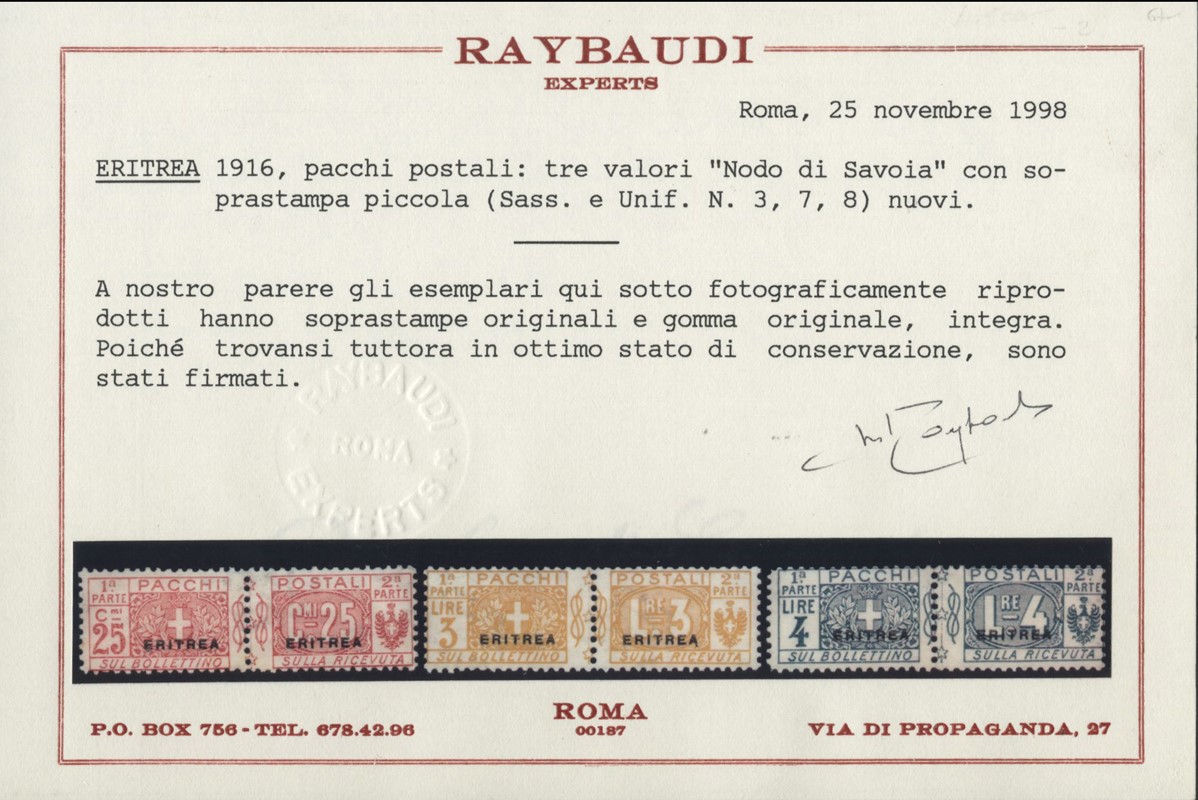 RAYBAUDI
EXPERTS
Roma, 25 novembre 1998
ERITREA 1916, pacchi postali: tre valori "Nodo di Savoia" con so-
prastampa piccola (Sass. e Unif. N. 3, 7, 8) nuovi.
A nostro parere gli esemplari qui sotto fotograficamente ripro-
dotti hanno soprastampe originali e gomma originale, integra.
Poiché trovansi tuttora in ottimo stato di conservazione, sono
stati firmati.
RAYBAUDI
ROMA
EXPERTS
1ª PACCHI POSTALI 2ª
PARTE PARTE
Cmi 25 CMI 25
ERITREA ERITREA
SUL BOLLETTINO SULLA RICEVUTA
1ª PACCHI POSTALI 2ª
PARTE PARTE
LIRE 3 LRE 3
ERITREA ERITREA
SUL BOLLETTINO SULLA RICEVUTA
1ª PACCHI POSTALI 2ª
PARTE PARTE
LIRE 4 LRE 4
ERITREA ERITREA
SUL BOLLETTINO SULLA RICEVUTA
ROMA
00187
P.O. BOX 756 - TEL. 678.42.96
VIA DI PROPAGANDA, 27